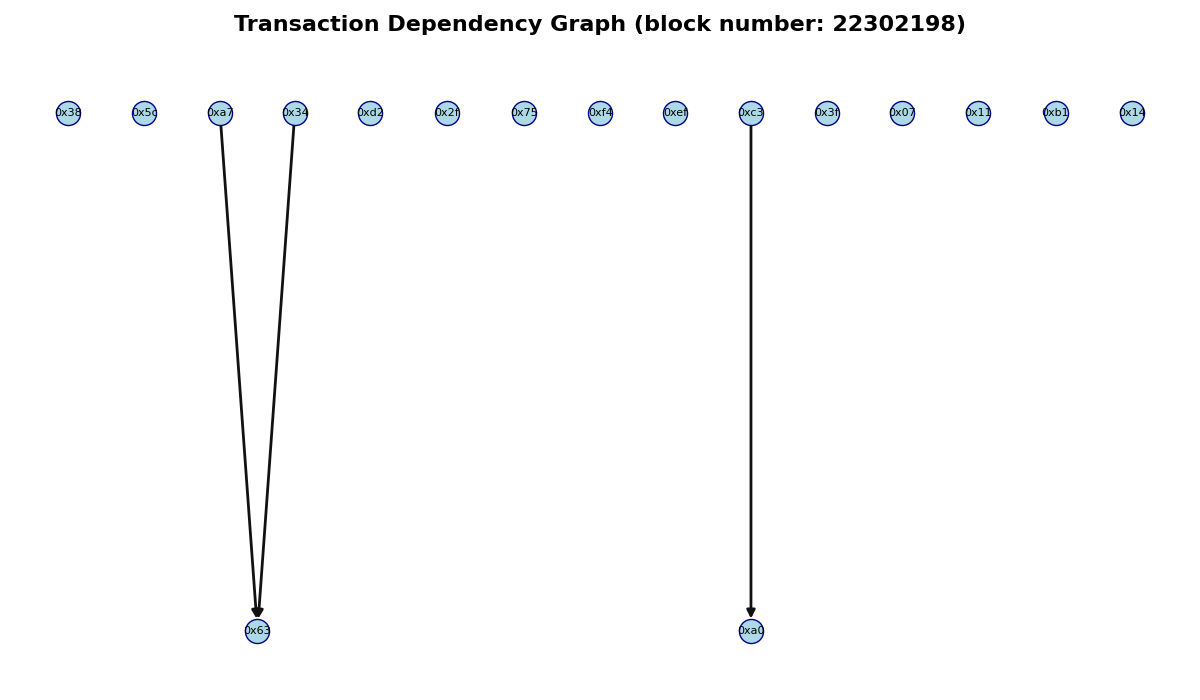 Transaction Dependency Graph (block number: 22302198)
0x38 0x5c 0xa7 0x34 0xd2 0x2f 0x75 0xf4 0xef 0xc3 0x3f 0x07 0x11 0xb1 0x14
0x63 0xa0